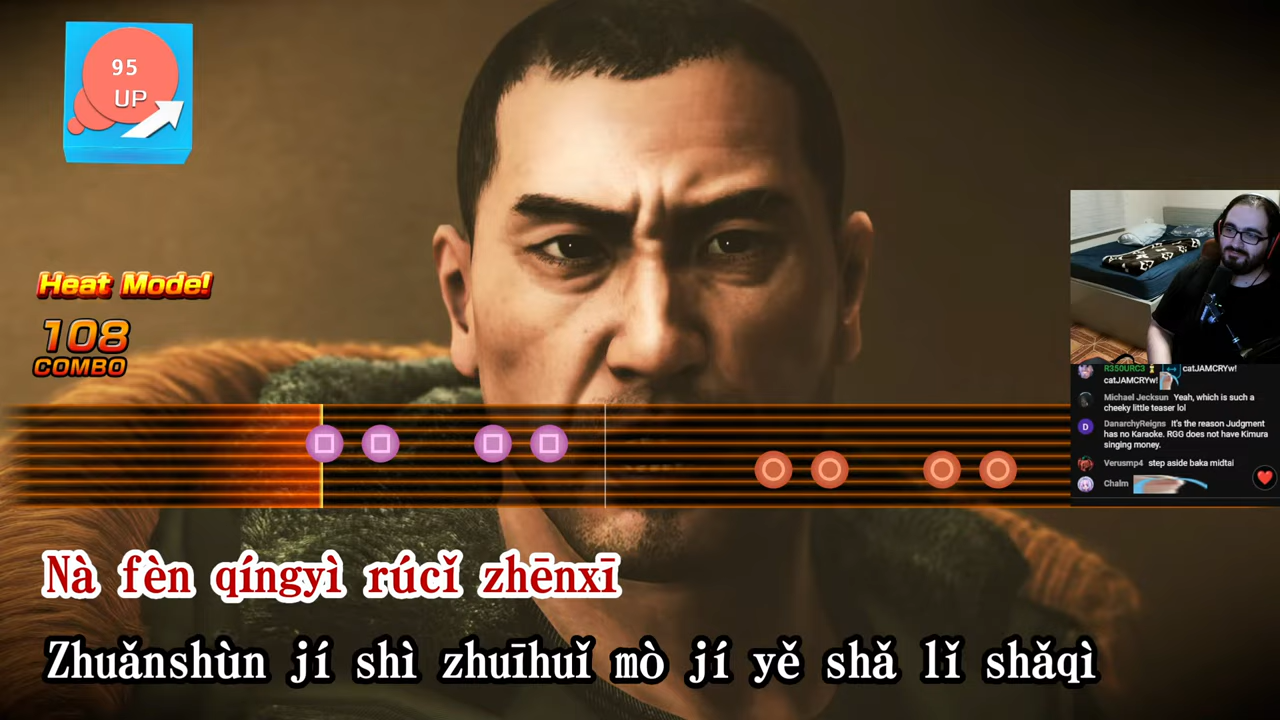 95
UP
Heat Mode!
108
COMBO
R350URC3 catJAMCRYw!
catJAMCRYw!
Michael Jecksun Yeah, which is such a
cheeky little teaser lol
D DanarchyReigns It's the reason Judgment
has no Karaoke. RGG does not have Kimura
singing money.
Verusmp4 step aside baka midtai
Chalm
Nà fèn qíngyì rúcǐ zhēnxī
Zhuǎnshùn jí shì zhuīhuǐ mò jí yě shǎ lǐ shǎqì